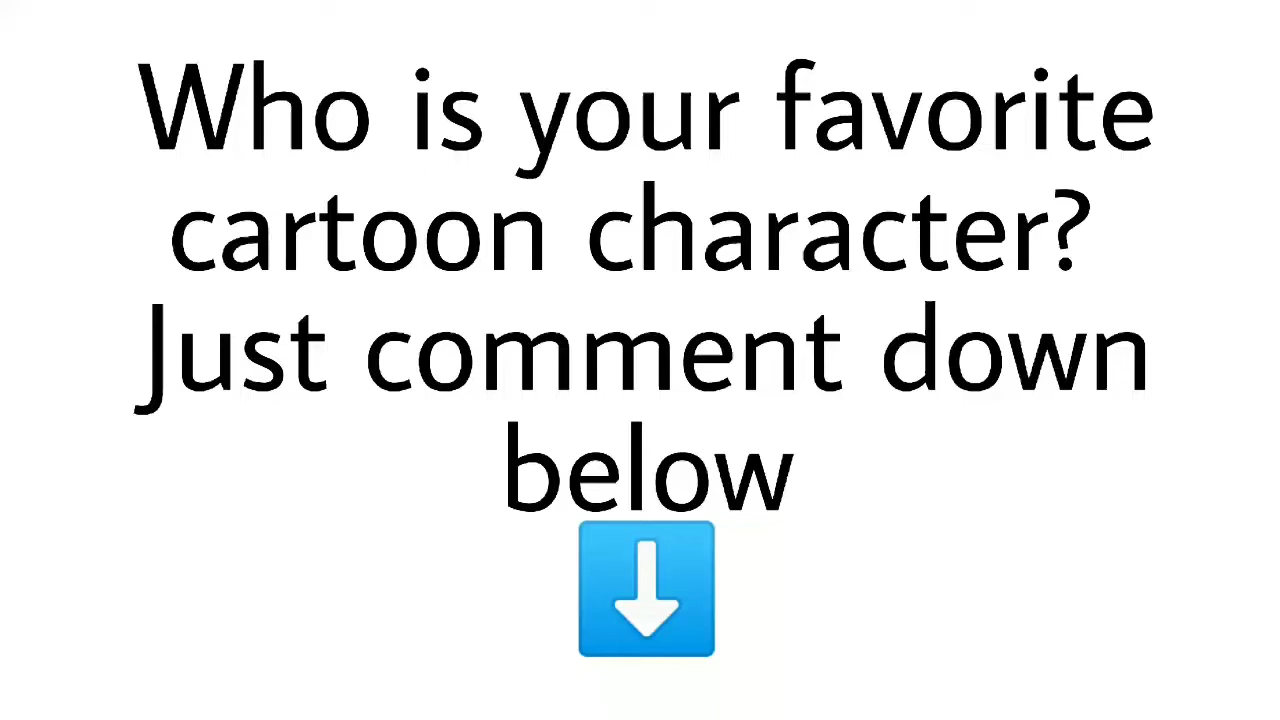 Who is your favorite
cartoon character?
Just comment down
below
⬇️